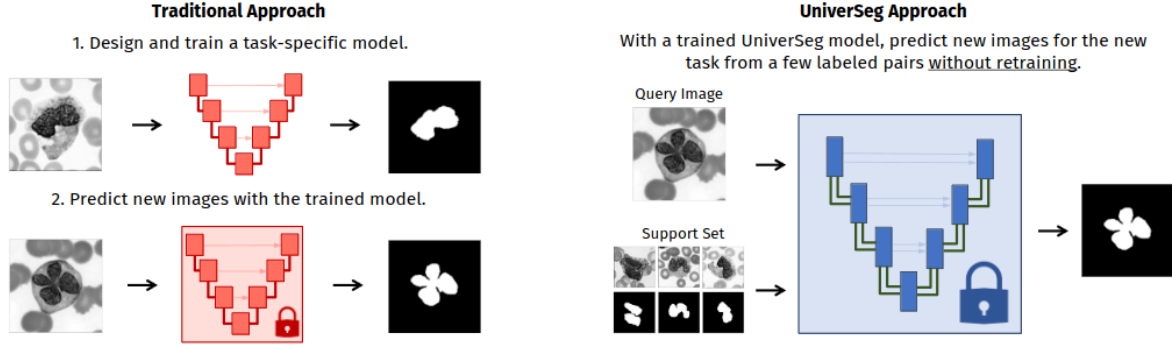 Traditional Approach
1. Design and train a task-specific model.
2. Predict new images with the trained model.
UniverSeg Approach
With a trained UniverSeg model, predict new images for the new
task from a few labeled pairs without retraining.
Query Image
Support Set